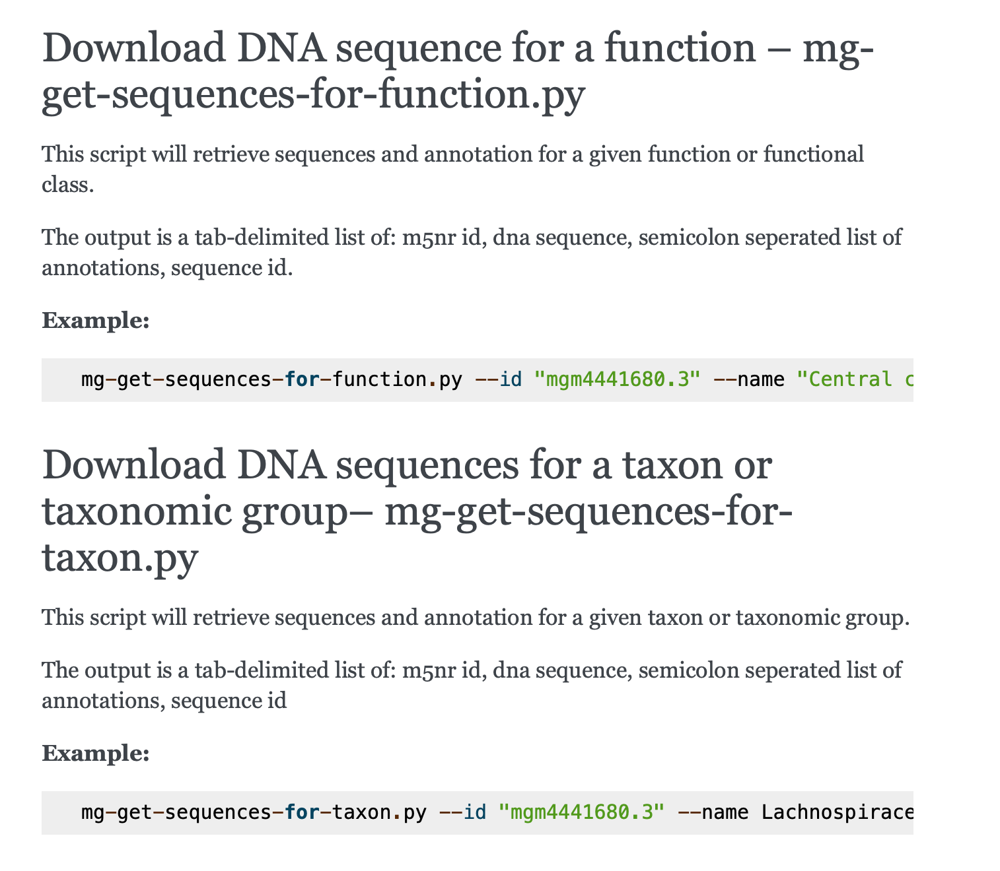 Download DNA sequence for a function – mg-
get-sequences-for-function.py
This script will retrieve sequences and annotation for a given function or functional
class.
The output is a tab-delimited list of: m5nr id, dna sequence, semicolon seperated list of
annotations, sequence id.
Example:
mg-get-sequences-for-function.py --id "mgm4441680.3" --name "Central c
Download DNA sequences for a taxon or
taxonomic group– mg-get-sequences-for-
taxon.py
This script will retrieve sequences and annotation for a given taxon or taxonomic group.
The output is a tab-delimited list of: m5nr id, dna sequence, semicolon seperated list of
annotations, sequence id
Example:
mg-get-sequences-for-taxon.py --id "mgm4441680.3" --name Lachnospirace